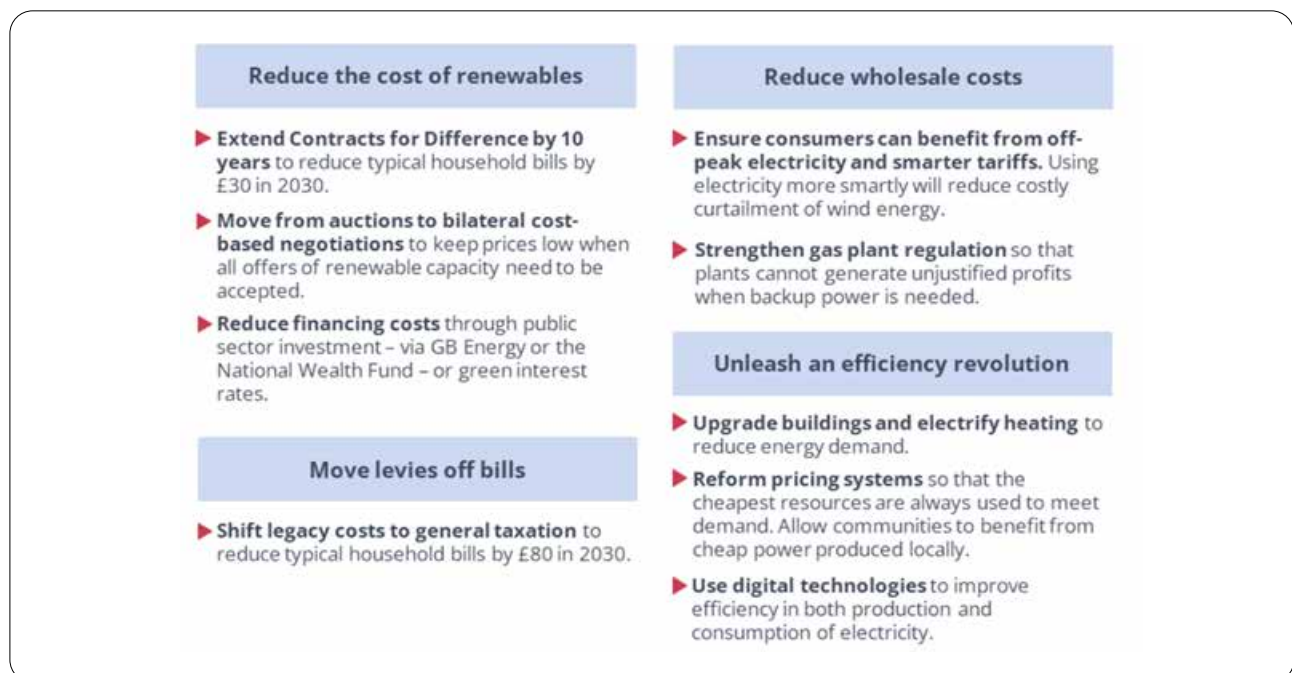 Reduce the cost of renewables
Extend Contracts for Difference by 10
years to reduce typical household bills by
£30 in 2030.
Move from auctions to bilateral cost-
based negotiations to keep prices low when
all offers of renewable capacity need to be
accepted.
Reduce financing costs through public
sector investment – via GB Energy or the
National Wealth Fund – or green interest
rates.
Move levies off bills
Shift legacy costs to general taxation to
reduce typical household bills by £80 in 2030.
Reduce wholesale costs
Ensure consumers can benefit from off-
peak electricity and smarter tariffs. Using
electricity more smartly will reduce costly
curtailment of wind energy.
Strengthen gas plant regulation so that
plants cannot generate unjustified profits
when backup power is needed.
Unleash an efficiency revolution
Upgrade buildings and electrify heating to
reduce energy demand.
Reform pricing systems so that the
cheapest resources are always used to meet
demand. Allow communities to benefit from
cheap power produced locally.
Use digital technologies to improve
efficiency in both production and
consumption of electricity.